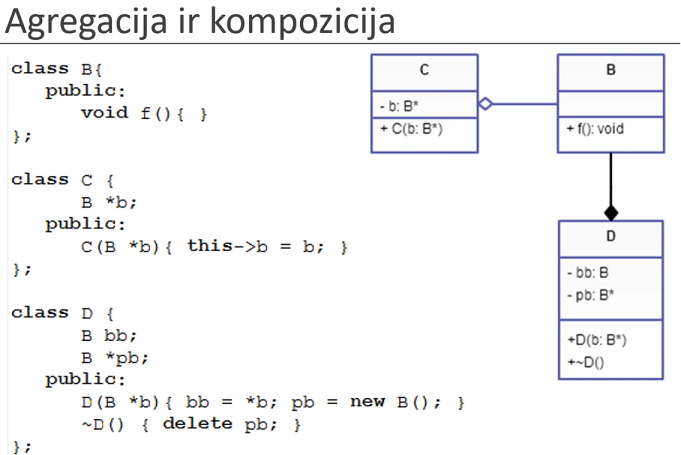 Agregacija ir kompozicija
class B{
public:
void f(){ }
};
class C {
B *b;
public:
C(B *b){ this->b = b; }
};
class D {
B bb;
B *pb;
public:
D(B *b){ bb = *b; pb = new B(); }
~D() { delete pb; }
};
C
- b: B*
+ C(b: B*)
B
+ f(): void
D
- bb: B
- pb: B*
+D(b: B*)
+~D()